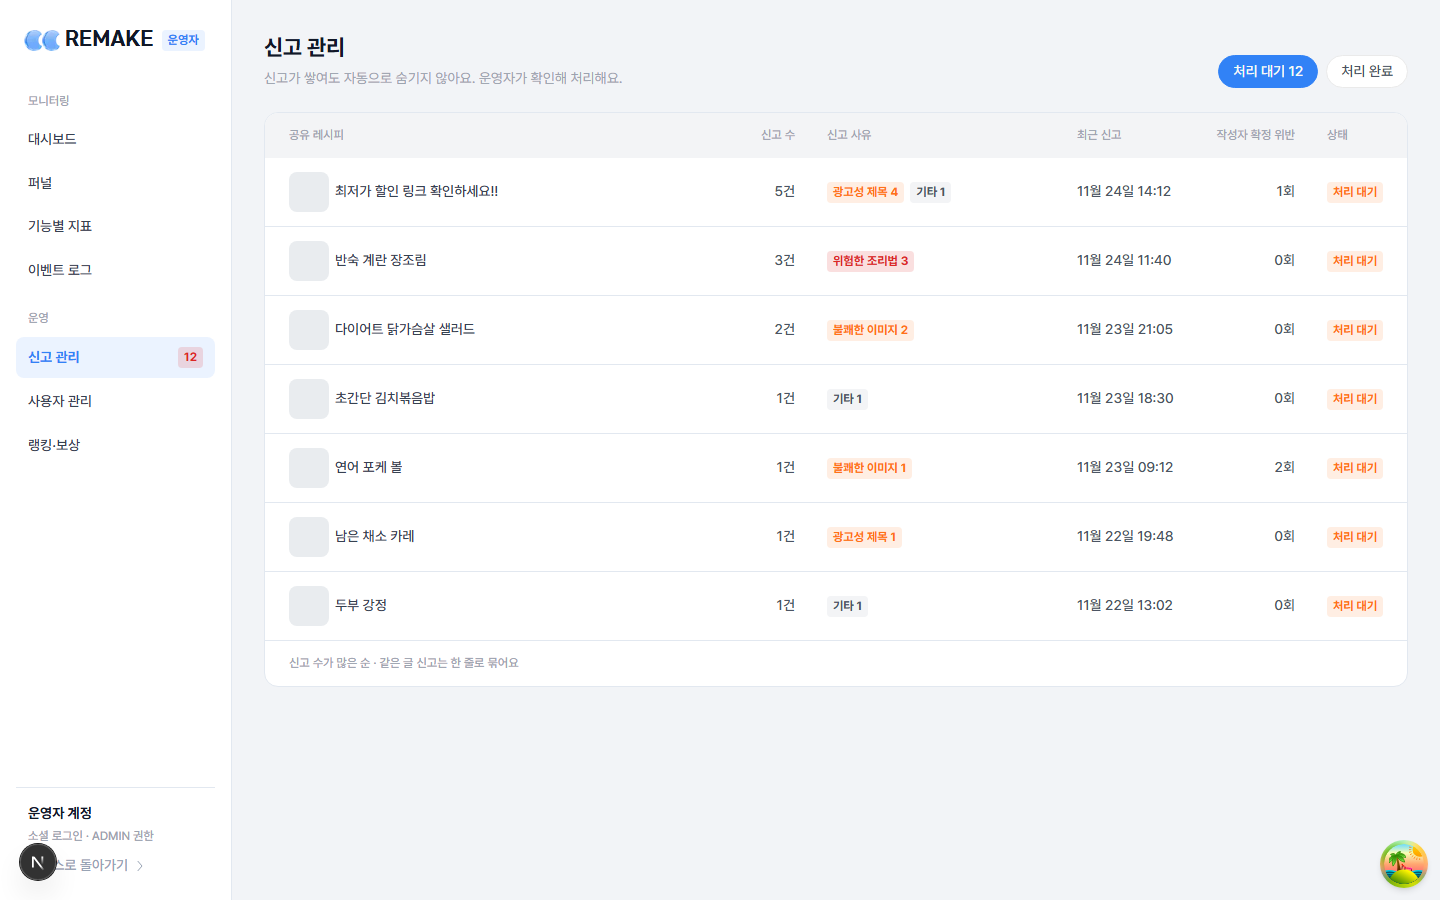 REMAKE 운영자
모니터링
대시보드
퍼널
기능별 지표
이벤트 로그
운영
신고 관리 12
사용자 관리
랭킹·보상
운영자 계정
소셜 로그인 · ADMIN 권한
스로 돌아가기
N
신고 관리
신고가 쌓여도 자동으로 숨기지 않아요. 운영자가 확인해 처리해요.
처리 대기 12 처리 완료
공유 레시피 신고 수 신고 사유 최근 신고 작성자 확정 위반 상태
최저가 할인 링크 확인하세요!! 5건 광고성 제목 4 기타 1 11월 24일 14:12 1회 처리 대기
반숙 계란 장조림 3건 위험한 조리법 3 11월 24일 11:40 0회 처리 대기
다이어트 닭가슴살 샐러드 2건 불쾌한 이미지 2 11월 23일 21:05 0회 처리 대기
초간단 김치볶음밥 1건 기타 1 11월 23일 18:30 0회 처리 대기
연어 포케 볼 1건 불쾌한 이미지 1 11월 23일 09:12 2회 처리 대기
남은 채소 카레 1건 광고성 제목 1 11월 22일 19:48 0회 처리 대기
두부 강정 1건 기타 1 11월 22일 13:02 0회 처리 대기
신고 수가 많은 순 · 같은 글 신고는 한 줄로 묶어요